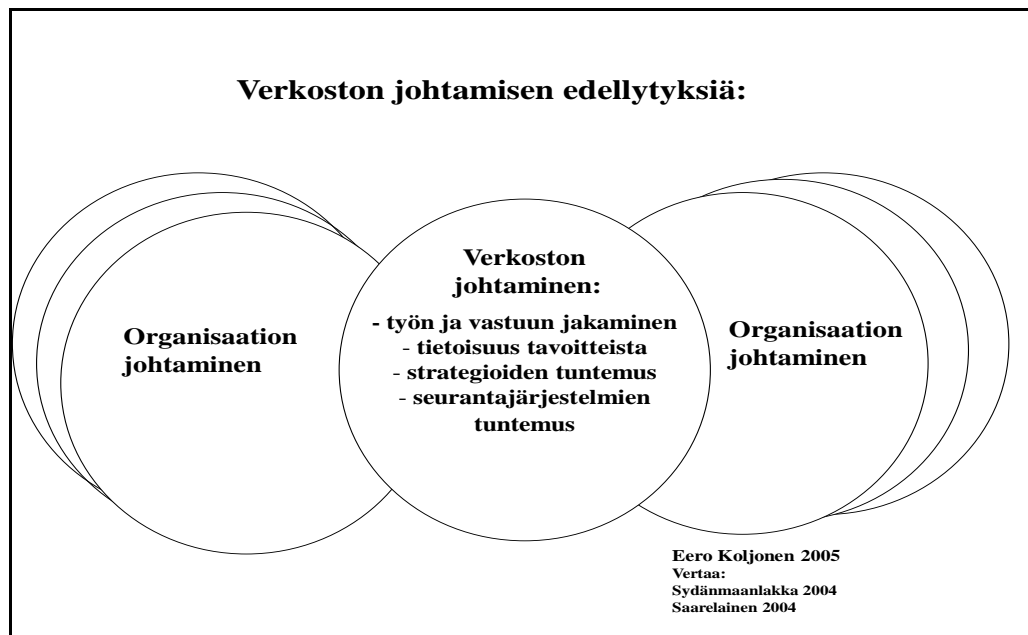 Verkoston johtamisen edellytyksiä:
Organisaation
johtaminen
Verkoston
johtaminen:
- työn ja vastuun jakaminen
- tietoisuus tavoitteista
- strategioiden tuntemus
- seurantajärjestelmien
tuntemus
Organisaation
johtaminen
Eero Koljonen 2005
Vertaa:
Sydänmaanlakka 2004
Saarelainen 2004